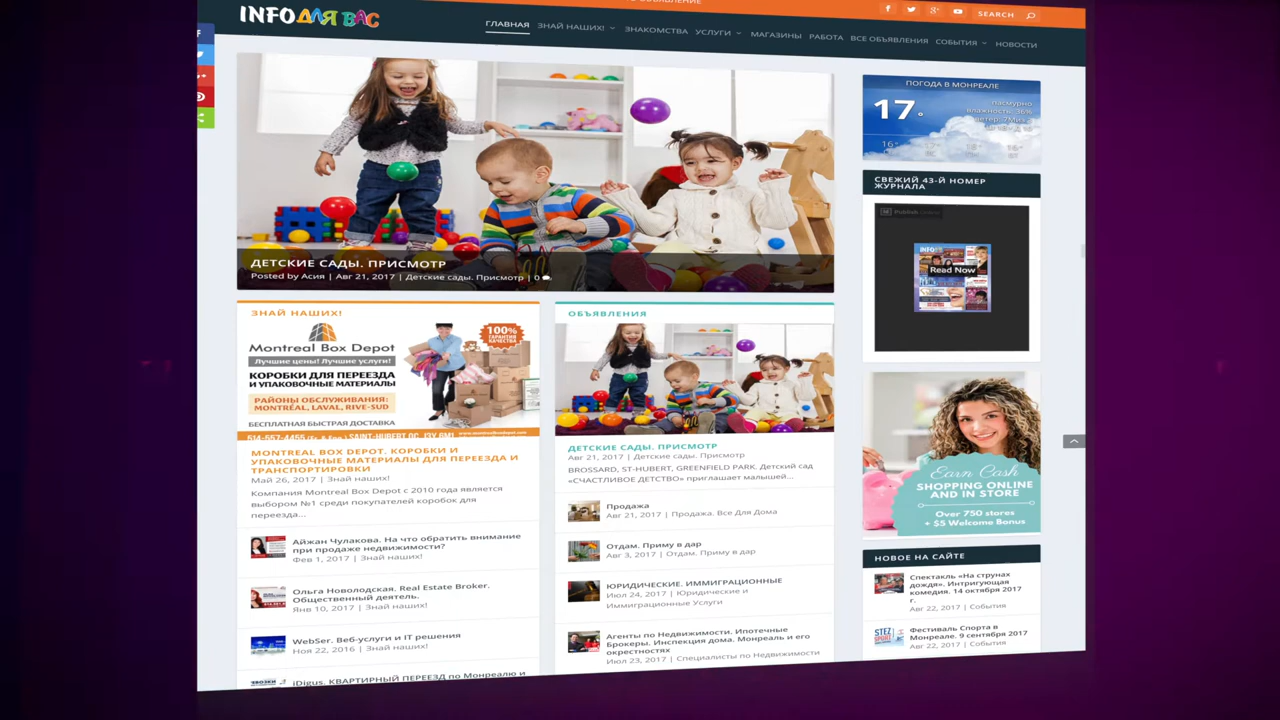 INFO ДЛЯ ВАС
SEARCH
ГЛАВНАЯ
ЗНАЙ НАШИХ!
ЗНАКОМСТВА
УСЛУГИ
МАГАЗИНЫ
РАБОТА
ВСЕ ОБЪЯВЛЕНИЯ
СОБЫТИЯ
НОВОСТИ
ДЕТСКИЕ САДЫ. ПРИСМОТР
Posted by Асия | Авг 21, 2017 | Детские сады. Присмотр | 0
ЗНАЙ НАШИХ!
Montreal Box Depot
Лучшие цены! Лучшие услуги!
КОРОБКИ ДЛЯ ПЕРЕЕЗДА
И УПАКОВОЧНЫЕ МАТЕРИАЛЫ
РАЙОНЫ ОБСЛУЖИВАНИЯ:
MONTRÉAL, LAVAL, RIVE-SUD
БЕСПЛАТНАЯ БЫСТРАЯ ДОСТАВКА
100%
ГАРАНТИЯ
КАЧЕСТВА
MONTREAL BOX DEPOT. КОРОБКИ И
УПАКОВОЧНЫЕ МАТЕРИАЛЫ ДЛЯ ПЕРЕЕЗДА И
ТРАНСПОРТИРОВКИ
Май 26, 2017 | Знай наших!
Компания Montreal Box Depot с 2010 года является
выбором №1 среди покупателей коробок для
переезда...
Айжан Чулакова. На что обратить внимание
при продаже недвижимости?
Фев 1, 2017 | Знай наших!
Ольга Новолодская, Real Estate Broker.
Общественный деятель.
Янв 10, 2017 | Знай наших!
WebSer. Веб-услуги и IT решения
Ноя 22, 2016 | Знай наших!
iDigus. КВАРТИРНЫЙ ПЕРЕЕЗД по Монреалю и
ОБЪЯВЛЕНИЯ
ДЕТСКИЕ САДЫ. ПРИСМОТР
Авг 21, 2017 | Детские сады. Присмотр
BROSSARD, ST-HUBERT, GREENFIELD PARK. Детский сад
«СЧАСТЛИВОЕ ДЕТСТВО» приглашает малышей...
Продажа
Авг 21, 2017 | Продажа. Все Для Дома
Отдам. Приму в дар
Авг 3, 2017 | Отдам. Приму в дар
ЮРИДИЧЕСКИЕ. ИММИГРАЦИОННЫЕ
Июл 24, 2017 | Юридические и
Иммиграционные Услуги
Агенты по Недвижимости. Ипотечные
Брокеры. Инспекция дома. Монреаль и его
окрестностях
Июл 23, 2017 | Специалисты по Недвижимости
ПОГОДА В МОНРЕАЛЕ
17°
пасмурно
влажность: 36%
СВЕЖИЙ 43-Й НОМЕР
ЖУРНАЛА
Read Now
Earn Cash
SHOPPING ONLINE
AND IN STORE
Over 750 stores
+ $5 Welcome Bonus
НОВОЕ НА САЙТЕ
Спектакль «На струнах
дождя». Интригующая
комедия. 14 октября 2017
г.
Авг 22, 2017 | События
Фестиваль Спорта в
Монреале. 9 сентября 2017
Авг 22, 2017 | События